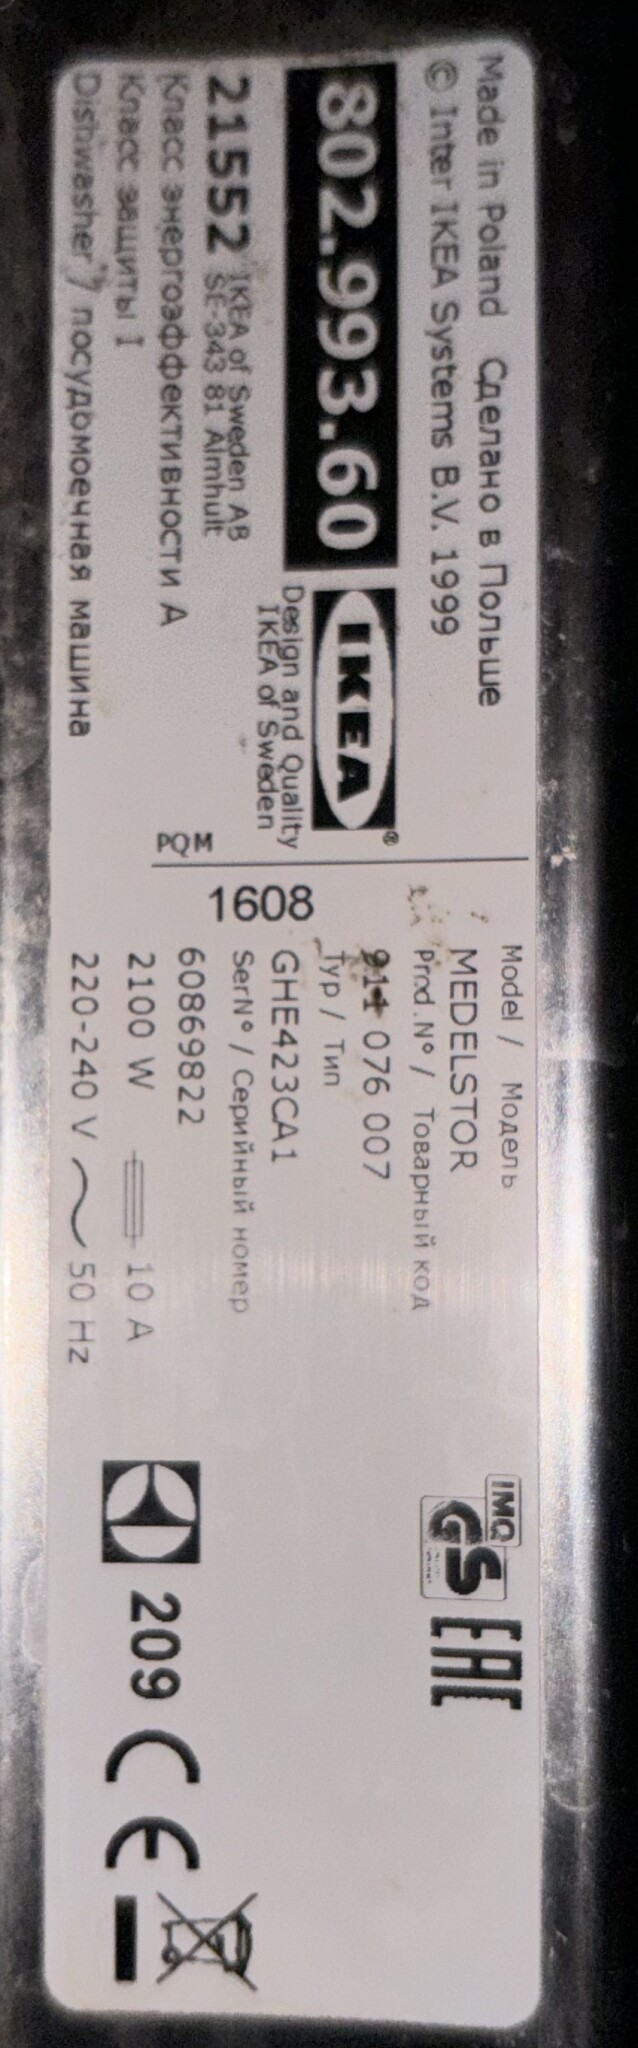 Made in Poland Сделано в Польше
© Inter IKEA Systems B.V. 1999
802.993.60
IKEA®
Design and Quality
IKEA of Sweden
21552
IKEA of Sweden AB
SE-343 81 Älmhult
Класс энергоэффективности A
Класс защиты I
Dishwasher / посудомоечная машина
PQM
1608
Model / Модель
MEDELSTOR
Prod.N° / Товарный код
911 076 007
Typ / Тип
GHE423CA1
SerN° / Серийный номер
60869822
2100 W 10 A
220-240 V 50 Hz
IMQ
GS
EAC
209 CE